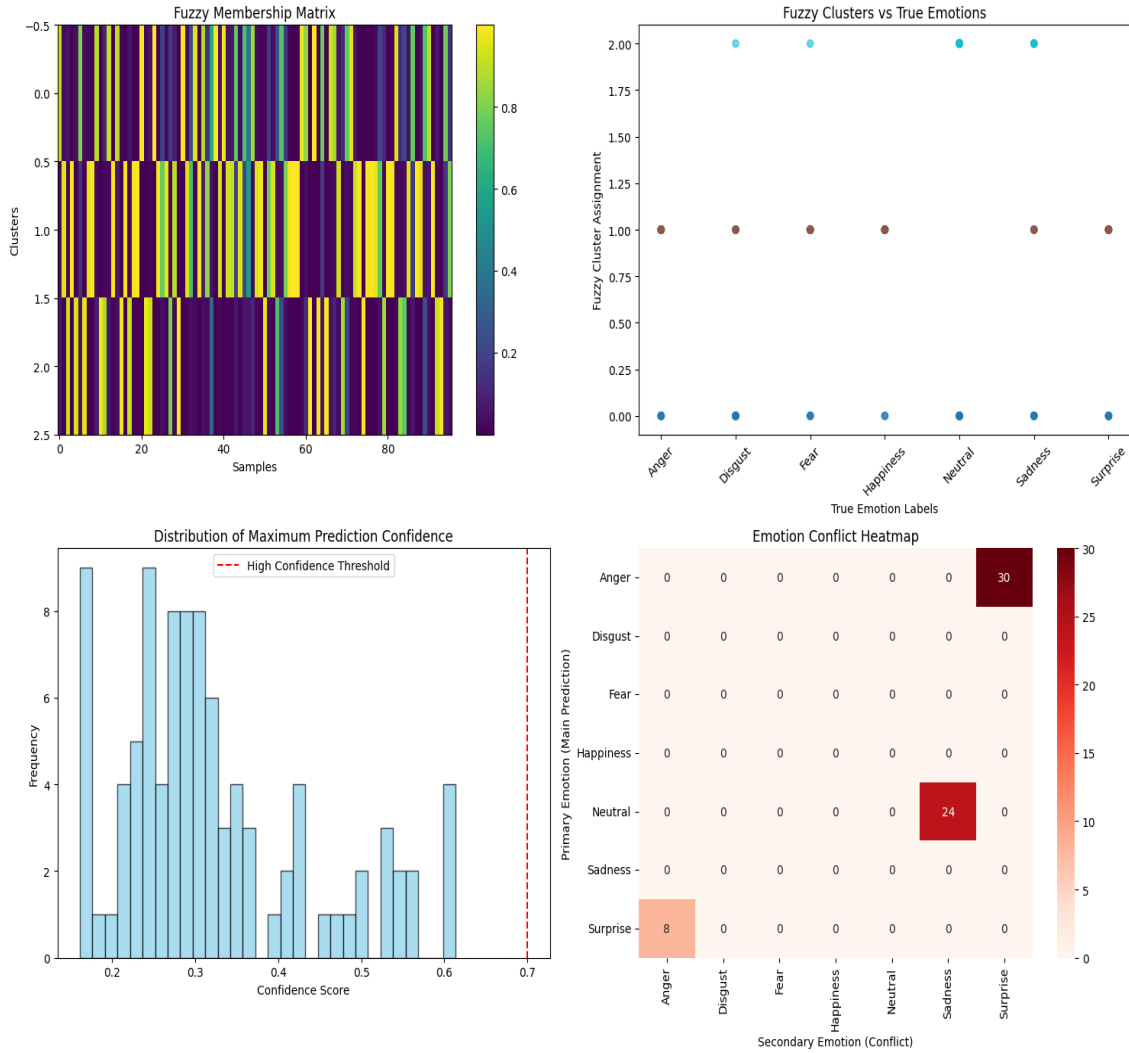 Fuzzy Membership Matrix
−0.5
0.0
0.5
1.0
1.5
2.0
2.5
Clusters
0
20
40
60
80
Samples
0.8
0.6
0.4
0.2
Fuzzy Clusters vs True Emotions
2.00
1.75
1.50
1.25
1.00
0.75
0.50
0.25
0.00
Fuzzy Cluster Assignment
Anger
Disgust
Fear
Happiness
Neutral
Sadness
Surprise
True Emotion Labels
Distribution of Maximum Prediction Confidence
High Confidence Threshold
8
6
4
2
0
Frequency
0.2
0.3
0.4
0.5
0.6
0.7
Confidence Score
Emotion Conflict Heatmap
Primary Emotion (Main Prediction)
Anger 0 0 0 0 0 0 30
Disgust 0 0 0 0 0 0 0
Fear 0 0 0 0 0 0 0
Happiness 0 0 0 0 0 0 0
Neutral 0 0 0 0 0 24 0
Sadness 0 0 0 0 0 0 0
Surprise 8 0 0 0 0 0 0
Anger
Disgust
Fear
Happiness
Neutral
Sadness
Surprise
Secondary Emotion (Conflict)
30
25
20
15
10
5
0